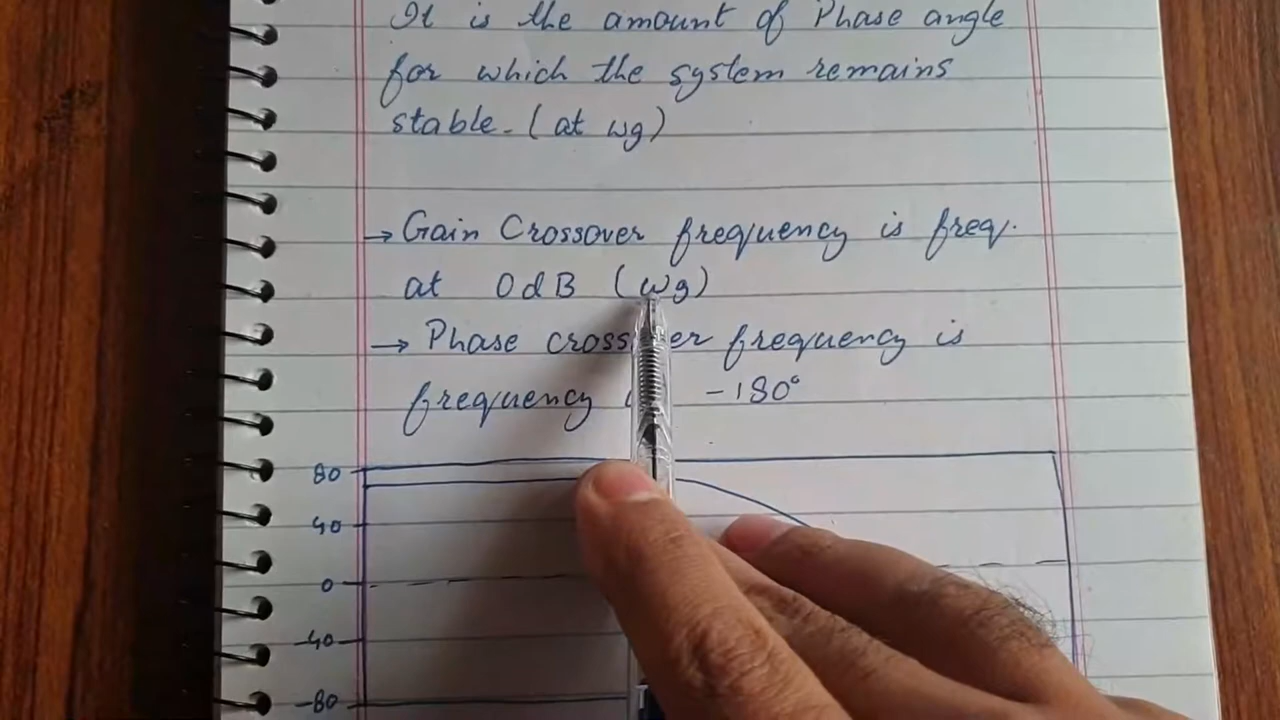 It is the amount of Phase angle
for which the system remains
stable. (at wg)
→ Gain Crossover frequency is freq.
at 0dB (wg)
→ Phase crossover frequency is
frequency -180°
80
40
0
-40
-80